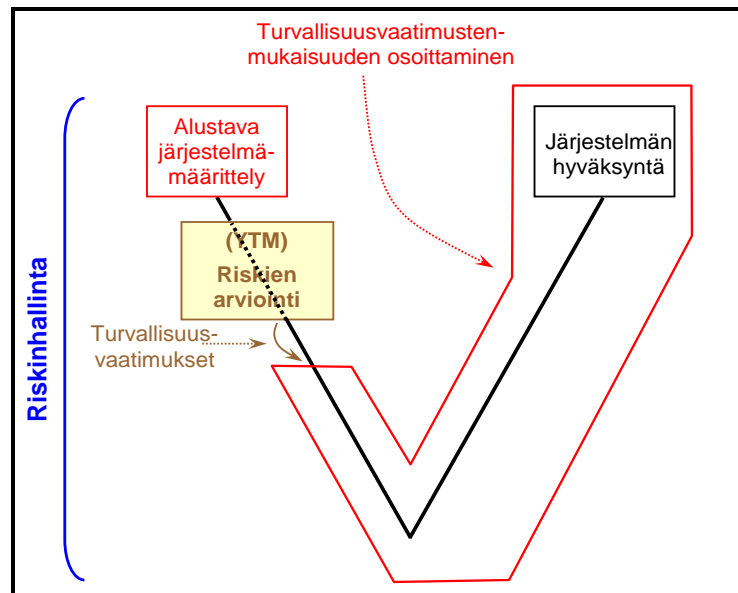 Turvallisuusvaatimusten-
mukaisuuden osoittaminen
Alustava
järjestelmä-
määrittely
Järjestelmän
hyväksyntä
(YTM)
Riskien
arviointi
Turvallisuus-
vaatimukset
Riskinhallinta